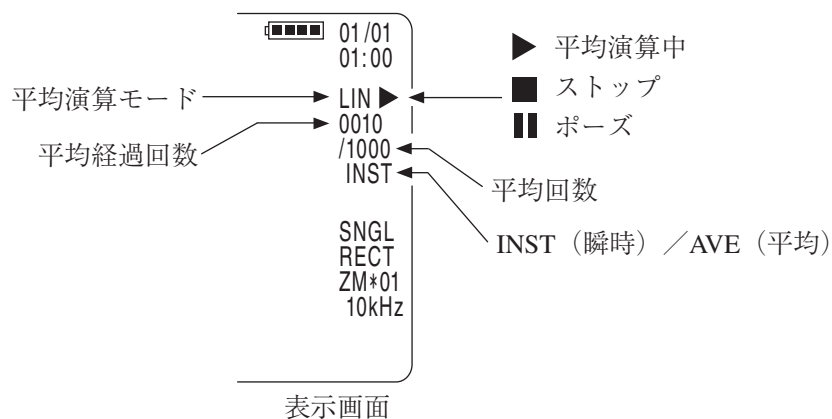 01/01
01:00
LIN ▶
0010
/1000
INST
SNGL
RECT
ZM*01
10kHz
平均演算モード
平均経過回数
▶ 平均演算中
■ ストップ
▮▮ ポーズ
平均回数
INST（瞬時）／AVE（平均）
表示画面